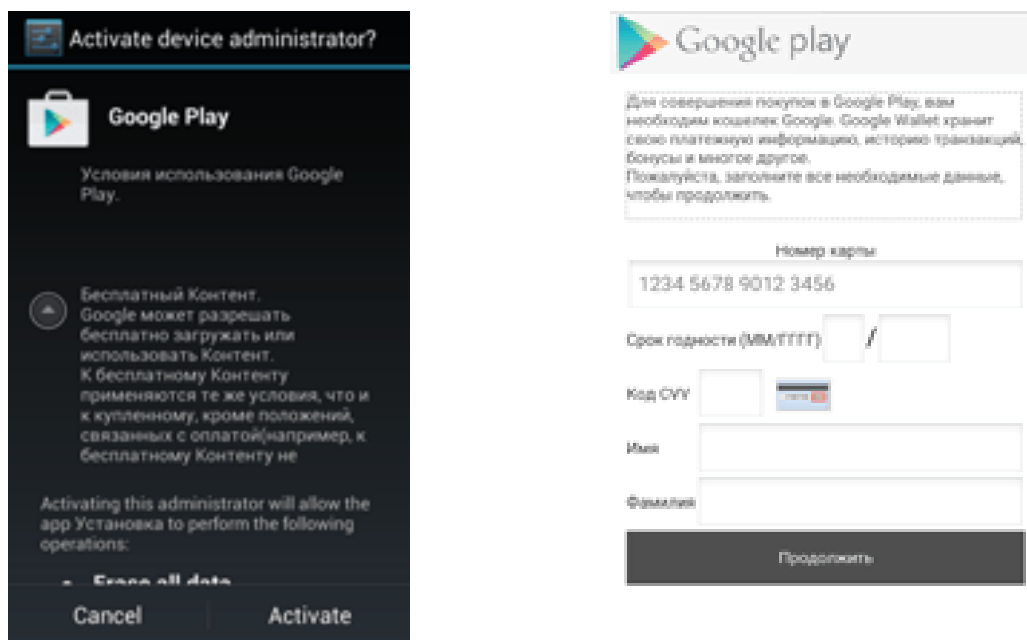 Activate device administrator?
Google Play
Условия использования Google
Play.
Бесплатный Контент.
Google может разрешать
бесплатно загружать или
использовать Контент.
К бесплатному Контенту
применяются те же условия, что и
к купленному, кроме положений,
связанных с оплатой(например, к
бесплатному Контенту не
Activating this administrator will allow the
app Установка to perform the following
operations:
Erase all data
Cancel
Activate
Google play
Для совершения покупок в Google Play, вам
необходим кошелек Google. Google Wallet хранит
свою платежную информацию, историю транзакций,
бонусы и многое другое.
Пожалуйста, заполните все необходимые данные,
чтобы продолжить.
Номер карты
1234 5678 9012 3456
Срок годности (ММ/ГГГГ) /
Код CVV
Имя
Фамилия
Продолжить